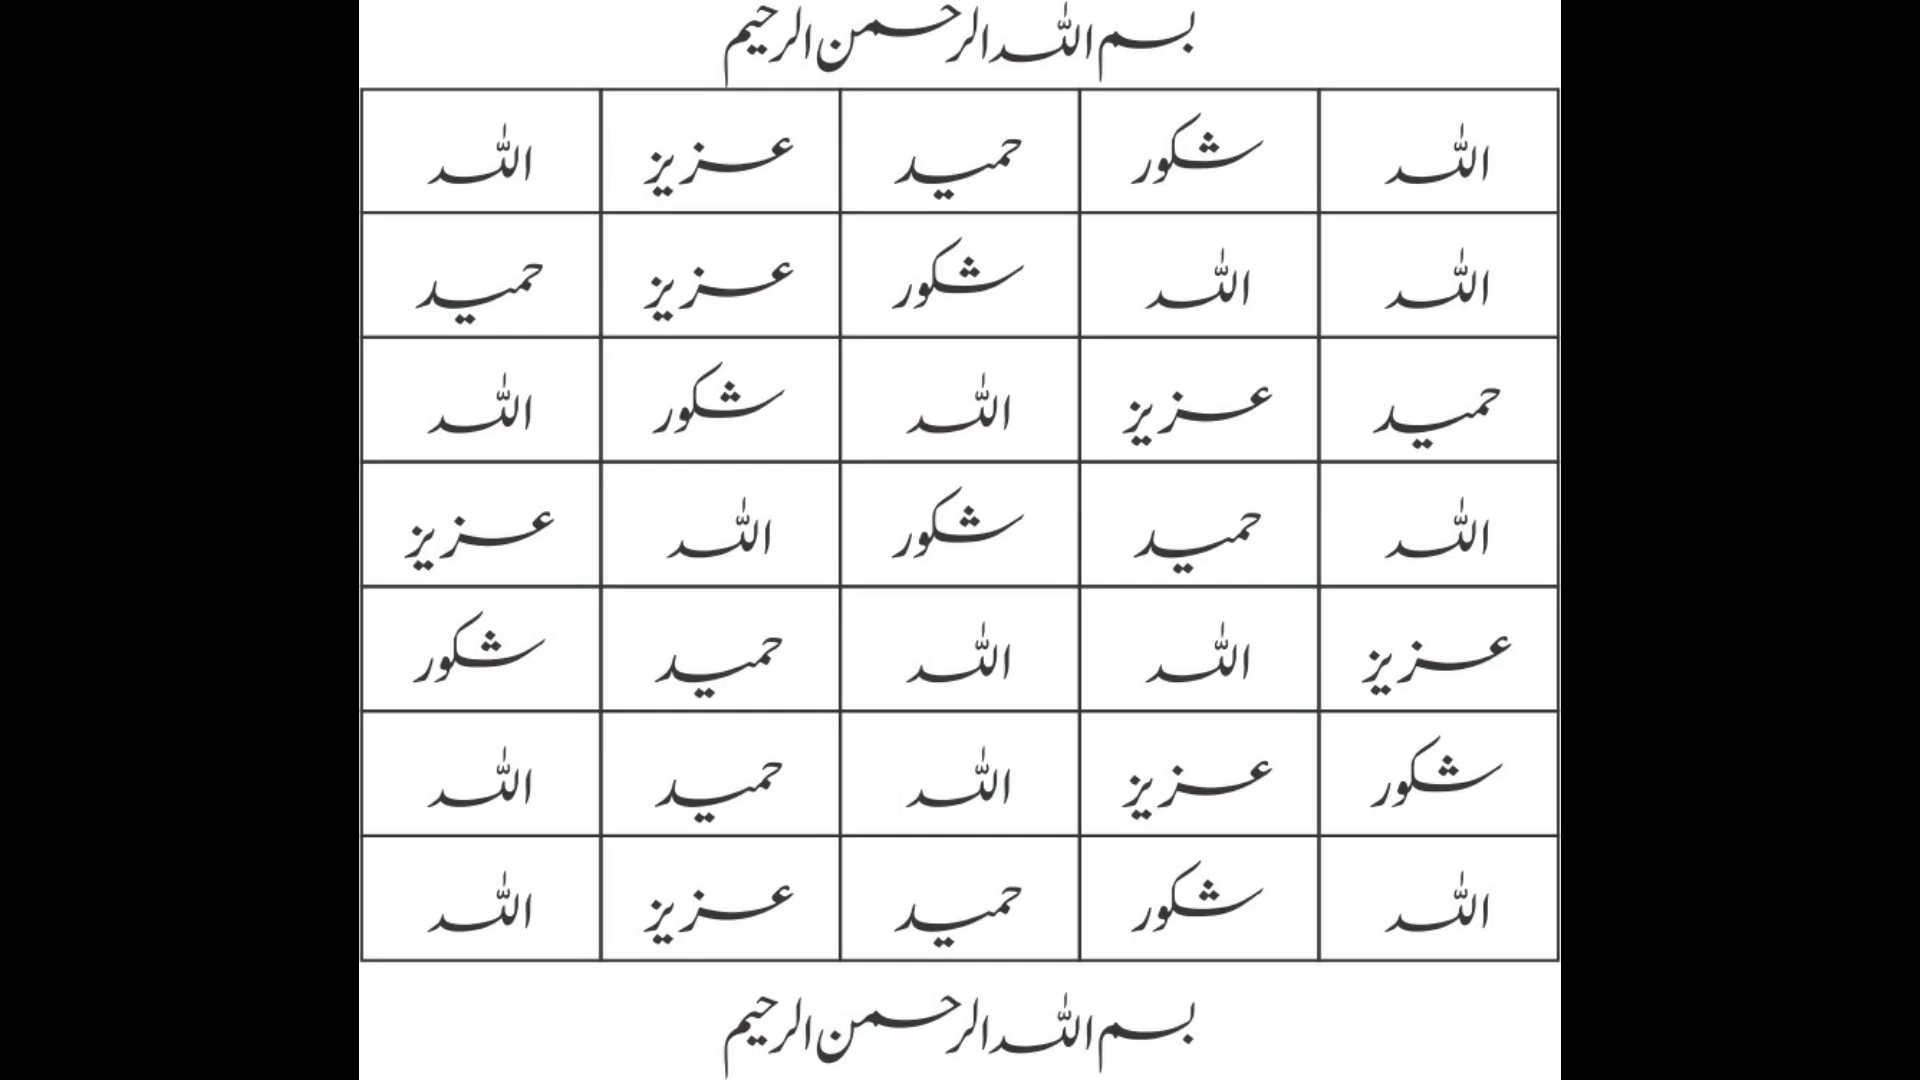 بسم اللہ الرحمن الرحیم
اللہ شکور حمید عزیز اللہ
اللہ اللہ شکور عزیز حمید
حمید عزیز اللہ شکور اللہ
اللہ حمید شکور اللہ عزیز
عزیز اللہ اللہ حمید شکور
شکور عزیز اللہ حمید اللہ
اللہ شکور حمید عزیز اللہ
بسم اللہ الرحمن الرحیم